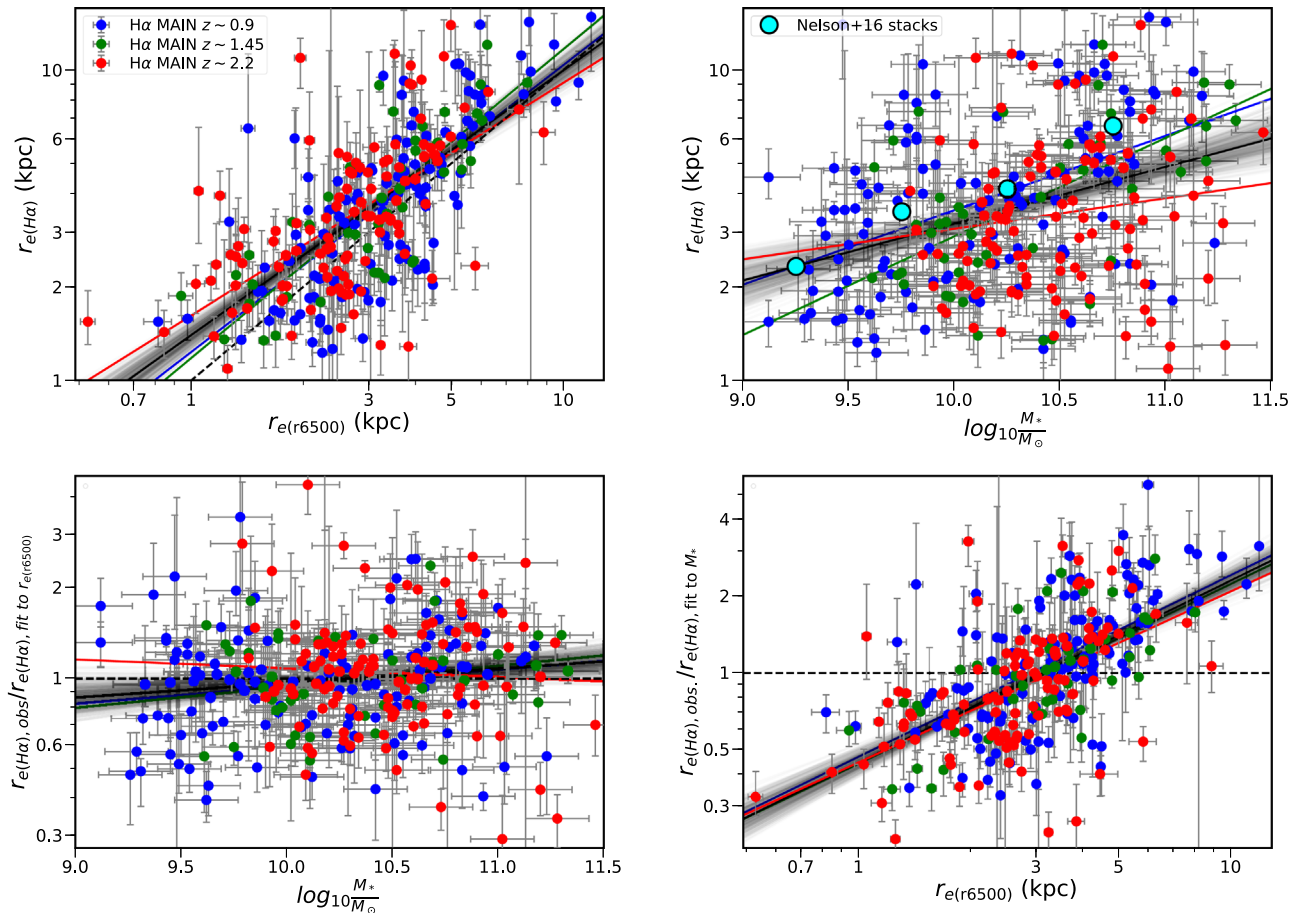 Hα MAIN z ~ 0.9
Hα MAIN z ~ 1.45
Hα MAIN z ~ 2.2
10
6
3
2
1
r_e(Hα) (kpc)
0.7 1 3 5 10
r_e(r6500) (kpc)
Nelson+16 stacks
10
6
3
2
1
r_e(Hα) (kpc)
9.0 9.5 10.0 10.5 11.0 11.5
log₁₀ M_*/M_⊙
3
2
1
0.6
0.3
r_e(Hα), obs/r_e(Hα), fit to r_e(r6500)
9.0 9.5 10.0 10.5 11.0 11.5
log₁₀ M_*/M_⊙
4
2
1
0.5
0.3
r_e(Hα), obs./r_e(Hα), fit to M_*
0.7 1 3 5 10
r_e(r6500) (kpc)